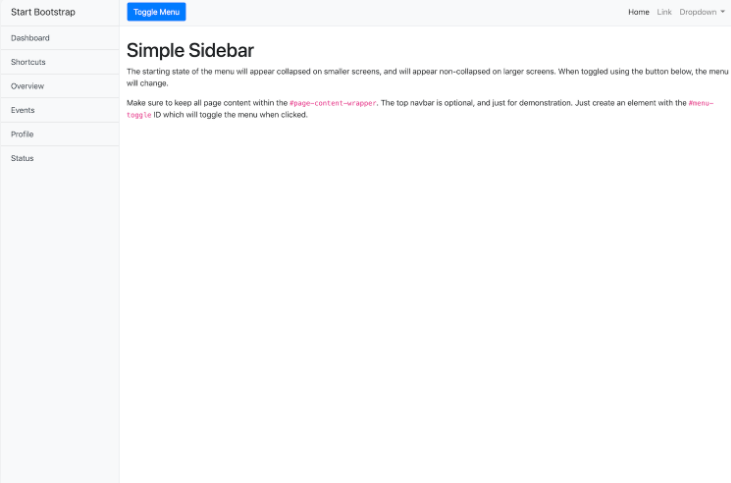 Start Bootstrap
Toggle Menu
Home Link Dropdown
Dashboard
Shortcuts
Overview
Events
Profile
Status
Simple Sidebar
The starting state of the menu will appear collapsed on smaller screens, and will appear non-collapsed on larger screens. When toggled using the button below, the menu
will change.
Make sure to keep all page content within the #page-content-wrapper. The top navbar is optional, and just for demonstration. Just create an element with the #menu-
toggle ID which will toggle the menu when clicked.